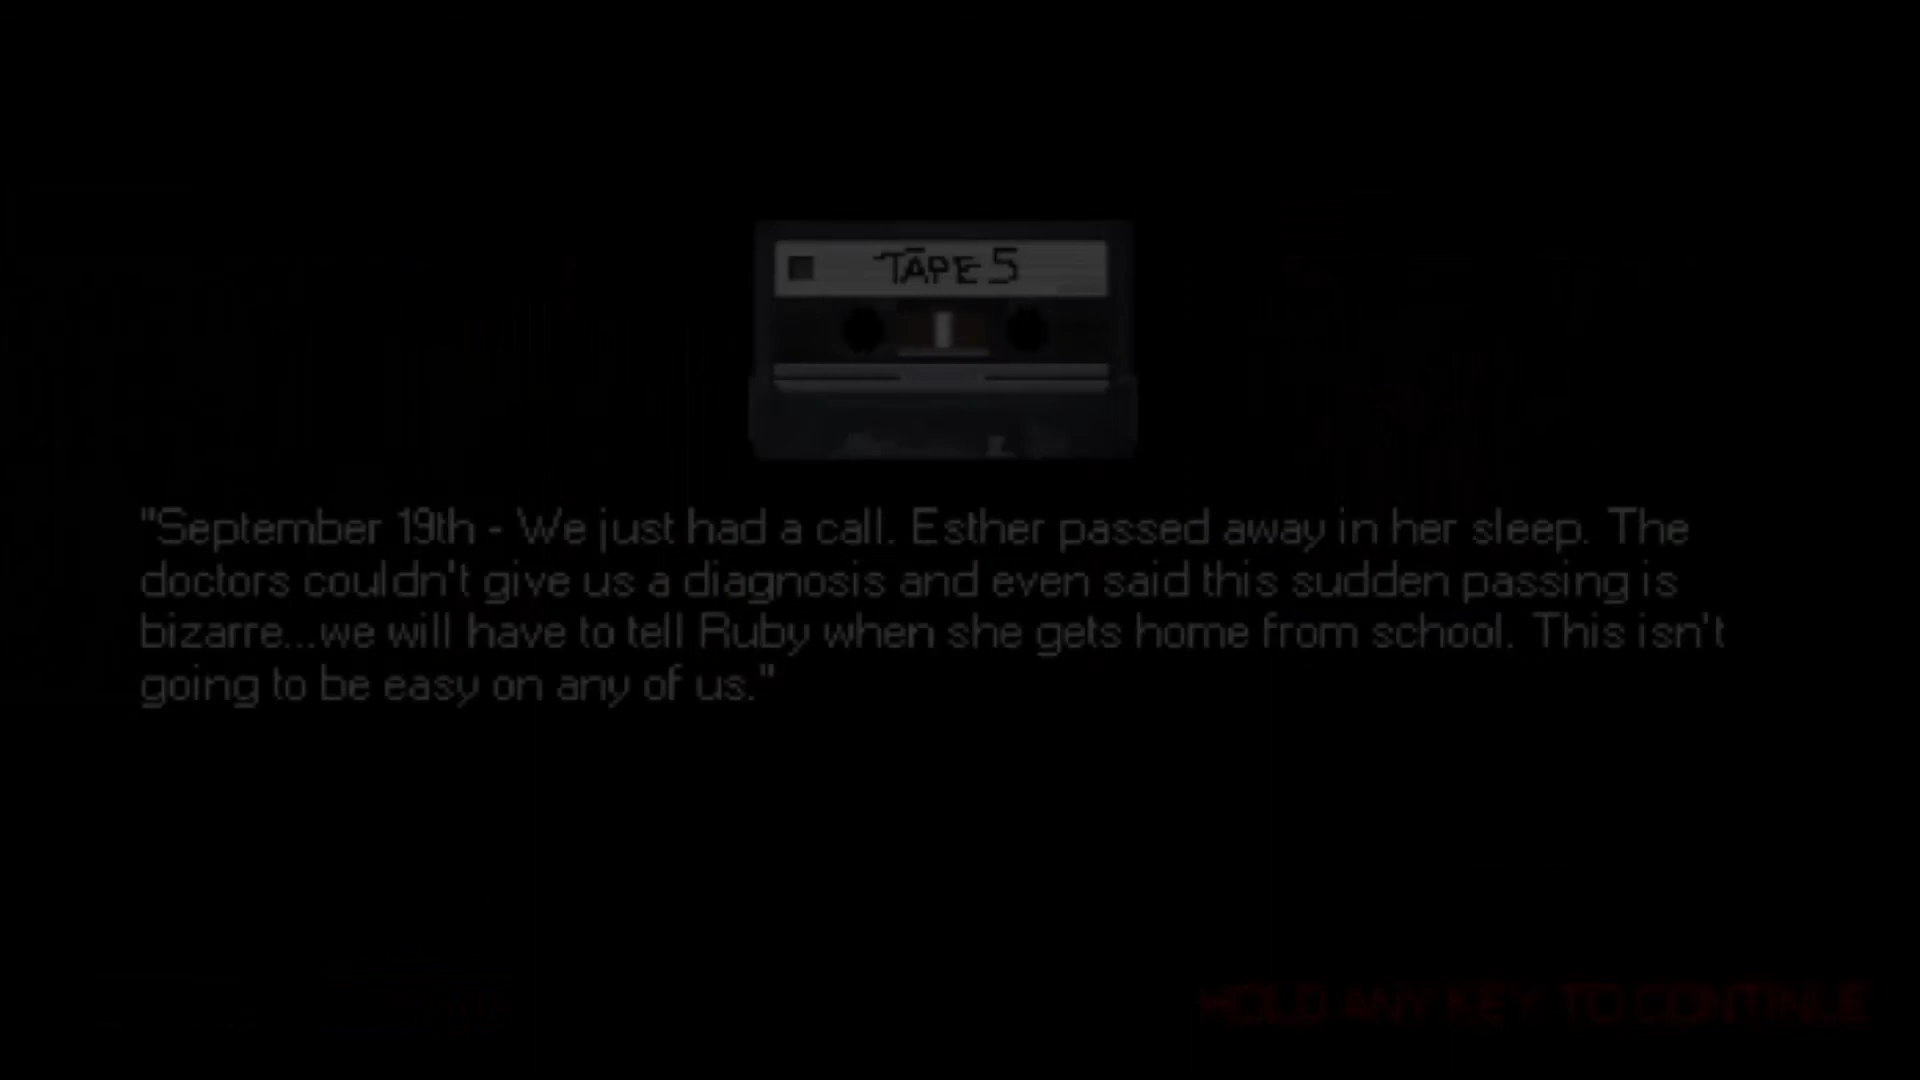 TAPE 5
"September 19th - We just had a call. Esther passed away in her sleep. The
doctors couldn't give us a diagnosis and even said this sudden passing is
bizarre...we will have to tell Ruby when she gets home from school. This isn't
going to be easy on any of us."
HOLD ANY KEY TO CONTINUE